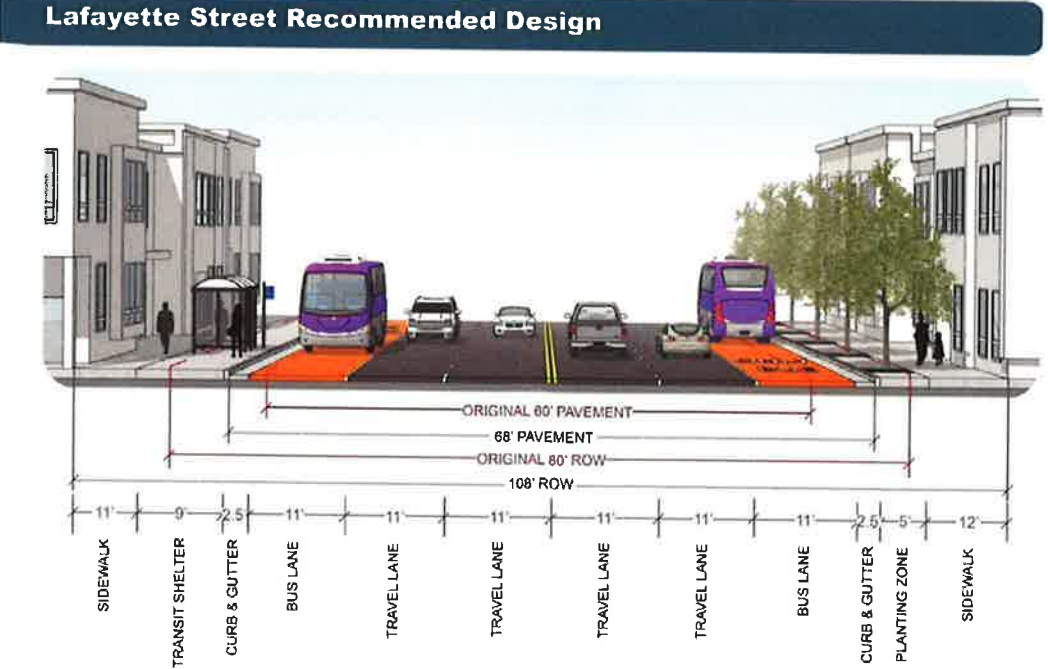 Lafayette Street Recommended Design
ORIGINAL 60' PAVEMENT
68' PAVEMENT
ORIGINAL 80' ROW
108' ROW
11' 9' 2.5 11' 11' 11' 11' 11' 11' 2.5' 5' 12'
SIDEWALK
TRANSIT SHELTER
CURB & GUTTER
BUS LANE
TRAVEL LANE
TRAVEL LANE
TRAVEL LANE
TRAVEL LANE
BUS LANE
CURB & GUTTER
PLANTING ZONE
SIDEWALK